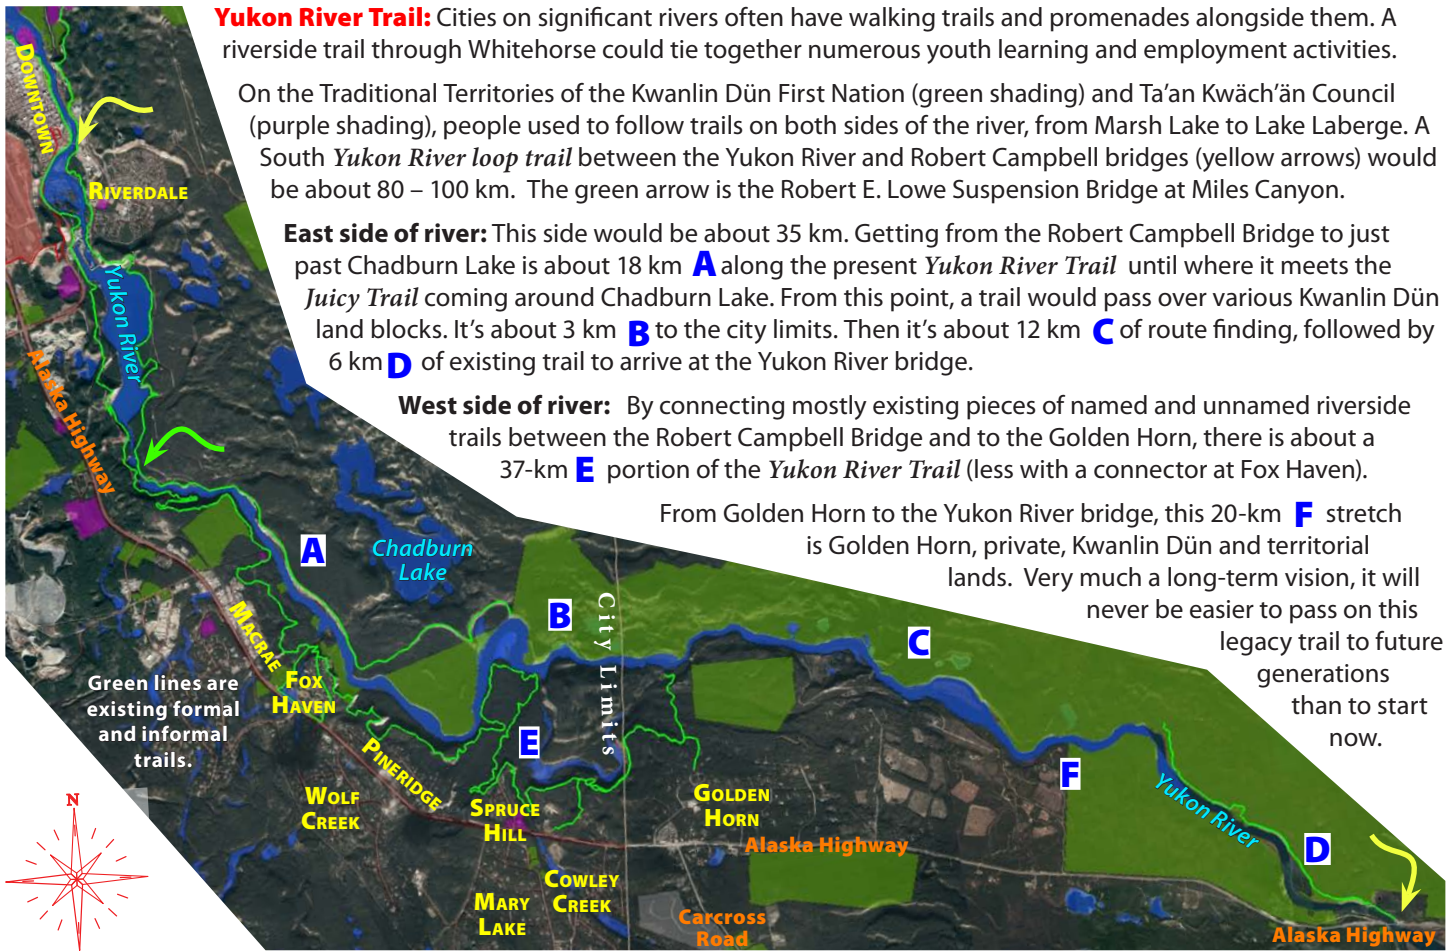 Yukon River Trail: Cities on significant rivers often have walking trails and promenades alongside them. A
riverside trail through Whitehorse could tie together numerous youth learning and employment activities.
On the Traditional Territories of the Kwanlin Dün First Nation (green shading) and Ta'an Kwäch'än Council
(purple shading), people used to follow trails on both sides of the river, from Marsh Lake to Lake Laberge. A
South Yukon River loop trail between the Yukon River and Robert Campbell bridges (yellow arrows) would
be about 80 – 100 km. The green arrow is the Robert E. Lowe Suspension Bridge at Miles Canyon.
East side of river: This side would be about 35 km. Getting from the Robert Campbell Bridge to just
past Chadburn Lake is about 18 km A along the present Yukon River Trail until where it meets the
Juicy Trail coming around Chadburn Lake. From this point, a trail would pass over various Kwanlin Dün
land blocks. It's about 3 km B to the city limits. Then it's about 12 km C of route finding, followed by
6 km D of existing trail to arrive at the Yukon River bridge.
West side of river: By connecting mostly existing pieces of named and unnamed riverside
trails between the Robert Campbell Bridge and to the Golden Horn, there is about a
37-km E portion of the Yukon River Trail (less with a connector at Fox Haven).
From Golden Horn to the Yukon River bridge, this 20-km F stretch
is Golden Horn, private, Kwanlin Dün and territorial
lands. Very much a long-term vision, it will
never be easier to pass on this
legacy trail to future
generations
than to start
now.
DOWNTOWN
RIVERDALE
Yukon River
Alaska Highway
A
Chadburn
Lake
B
City Limits
C
MACRAE
FOX
HAVEN
Green lines are
existing formal
and informal
trails.
PINERIDGE
E
F
WOLF
CREEK
SPRUCE
HILL
GOLDEN
HORN
Alaska Highway
Yukon River
D
COWLEY
CREEK
MARY
LAKE
Carcross
Road
Alaska Highway
N